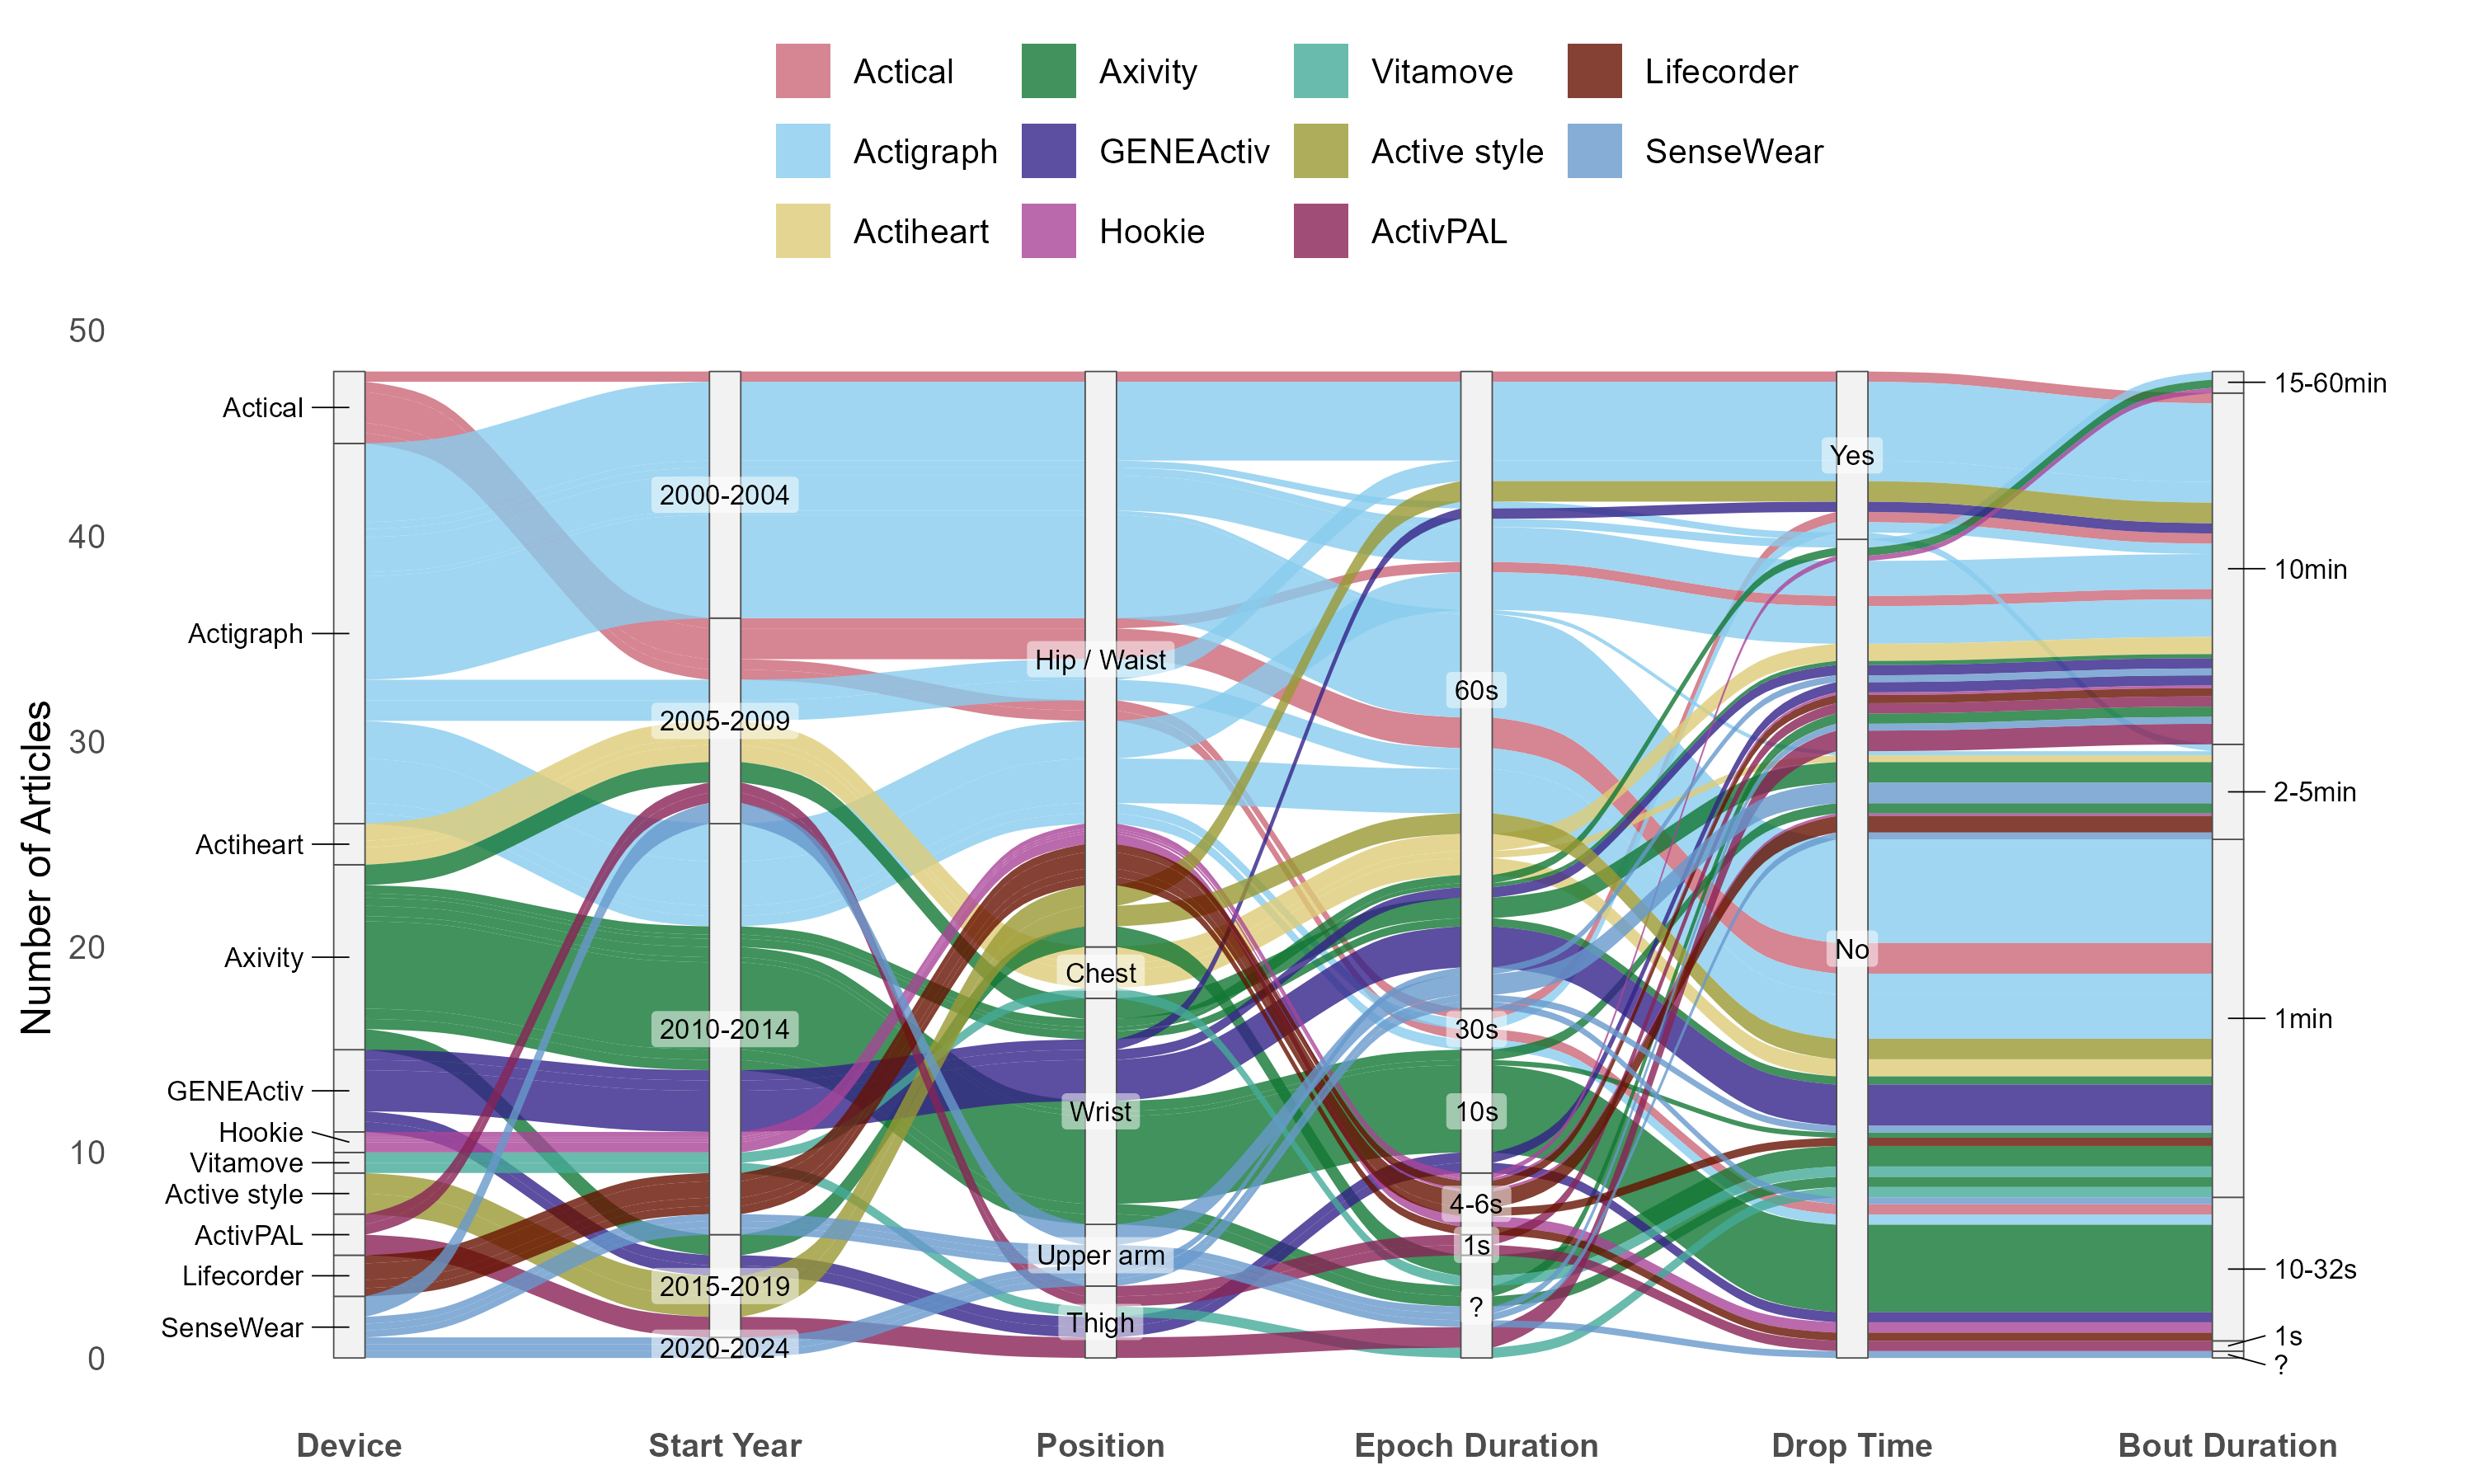 Actical Axivity Vitamove Lifecorder
Actigraph GENEActiv Active style SenseWear
Actiheart Hookie ActivPAL
Number of Articles
50
40
30
20
10
0
Actical
Actigraph
Actiheart
Axivity
GENEActiv
Hookie
Vitamove
Active style
ActivPAL
Lifecorder
SenseWear
2000-2004
2005-2009
2010-2014
2015-2019
2020-2024
Hip / Waist
Chest
Wrist
Upper arm
Thigh
60s
30s
10s
4-6s
1s
?
Yes
No
15-60min
10min
2-5min
1min
10-32s
1s
?
Device Start Year Position Epoch Duration Drop Time Bout Duration